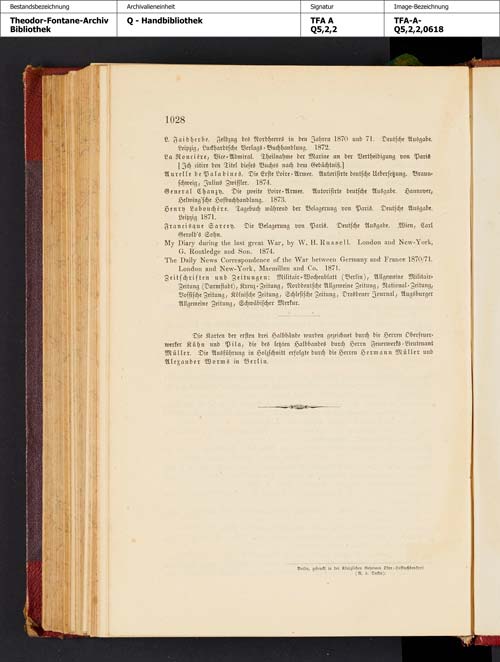 Bestandsbezeichnung Archivalieneinheit Signatur Image-Bezeichnung
Theodor-Fontane-Archiv Q - Handbibliothek TFA A TFA-A-
Bibliothek Q5,2,2 Q5,2,2,0618
1028
L. Faidherbe. Feldzug des Nordheeres in den Jahren 1870 und 71. Deutsche Ausgabe.
Leipzig, Luckhardtsche Verlags-Buchhandlung. 1872.
La Roncière, Vice-Admiral. Theilnahme der Marine an der Vertheidigung von Paris
[Ich citire den Titel dieses Buches nach dem Gedächtniß.]
Aurelle de Paladines. Die Erste Loire-Armee. Autorisirte deutsche Uebersetzung. Braun-
schweig, Julius Zwißler. 1874.
General Chanzy. Die zweite Loire-Armee. Autorisirte deutsche Ausgabe. Hannover,
Helwing'sche Hofbuchhandlung. 1873.
Henry Labouchère. Tagebuch während der Belagerung von Paris. Deutsche Ausgabe.
Leipzig 1871.
Francisque Sarcey. Die Belagerung von Paris. Deutsche Ausgabe. Wien, Carl
Gerold's Sohn.
My Diary during the last great War, by W. H. Russell. London and New-York,
G. Routledge and Son. 1874.
The Daily News Correspondence of the War between Germany and France 1870/71.
London and New-York, Macmillen and Co. 1871.
Zeitschriften und Zeitungen: Militair-Wochenblatt (Berlin), Allgemeine Militair-
Zeitung (Darmstadt), Kreuz-Zeitung, Norddeutsche Allgemeine Zeitung, National-Zeitung,
Vossische Zeitung, Kölnische Zeitung, Schlesische Zeitung, Dresdener Journal, Augsburger
Allgemeine Zeitung, Schwäbischer Merkur.
Die Karten der ersten drei Halbbände wurden gezeichnet durch die Herren Oberfeuer-
werker Kühn und Pila, die des letzten Halbbandes durch Herrn Feuerwerks-Lieutenant
Müller. Die Ausführung in Holzschnitt erfolgte durch die Herren Hermann Müller und
Alexander Worms in Berlin.
Berlin, gedruckt in der Königlichen Geheimen Ober-Hofbuchdruckerei
(R. v. Decker).